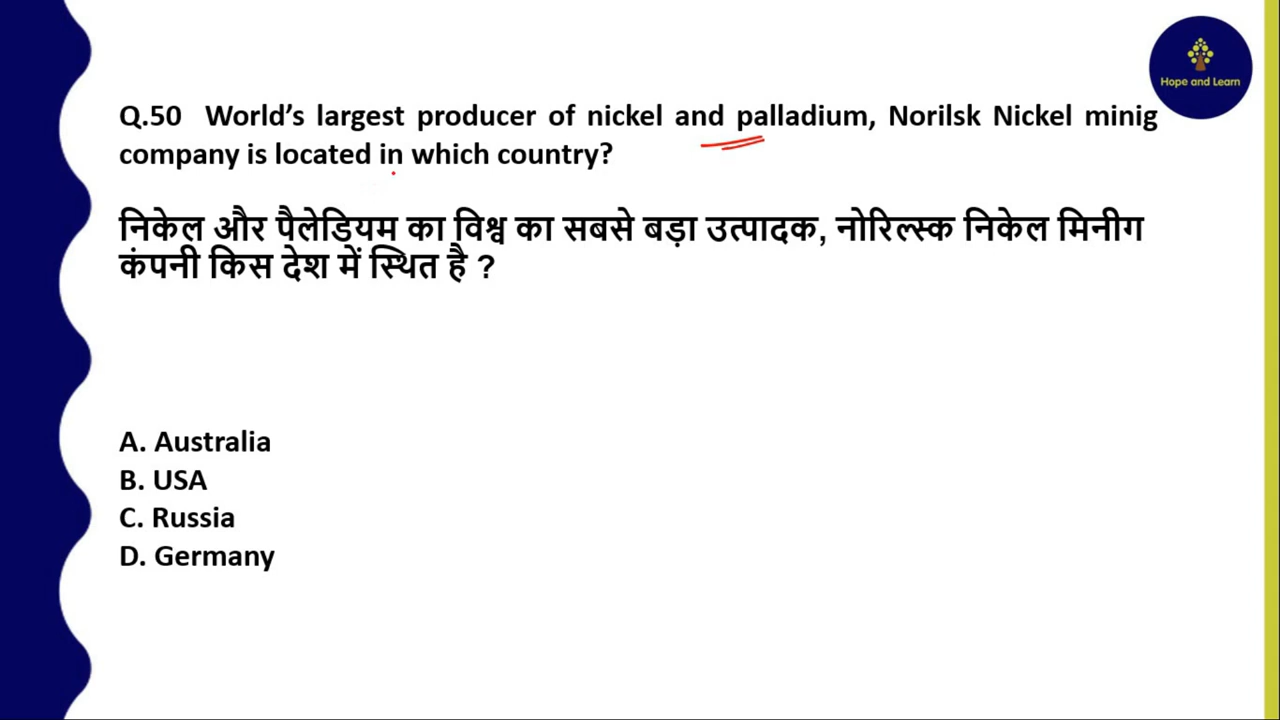 Hope and Learn
Q.50 World's largest producer of nickel and palladium, Norilsk Nickel minig
company is located in which country?
निकेल और पैलेडियम का विश्व का सबसे बड़ा उत्पादक, नोरिल्स्क निकेल मिनीग
कंपनी किस देश में स्थित है ?
A. Australia
B. USA
C. Russia
D. Germany